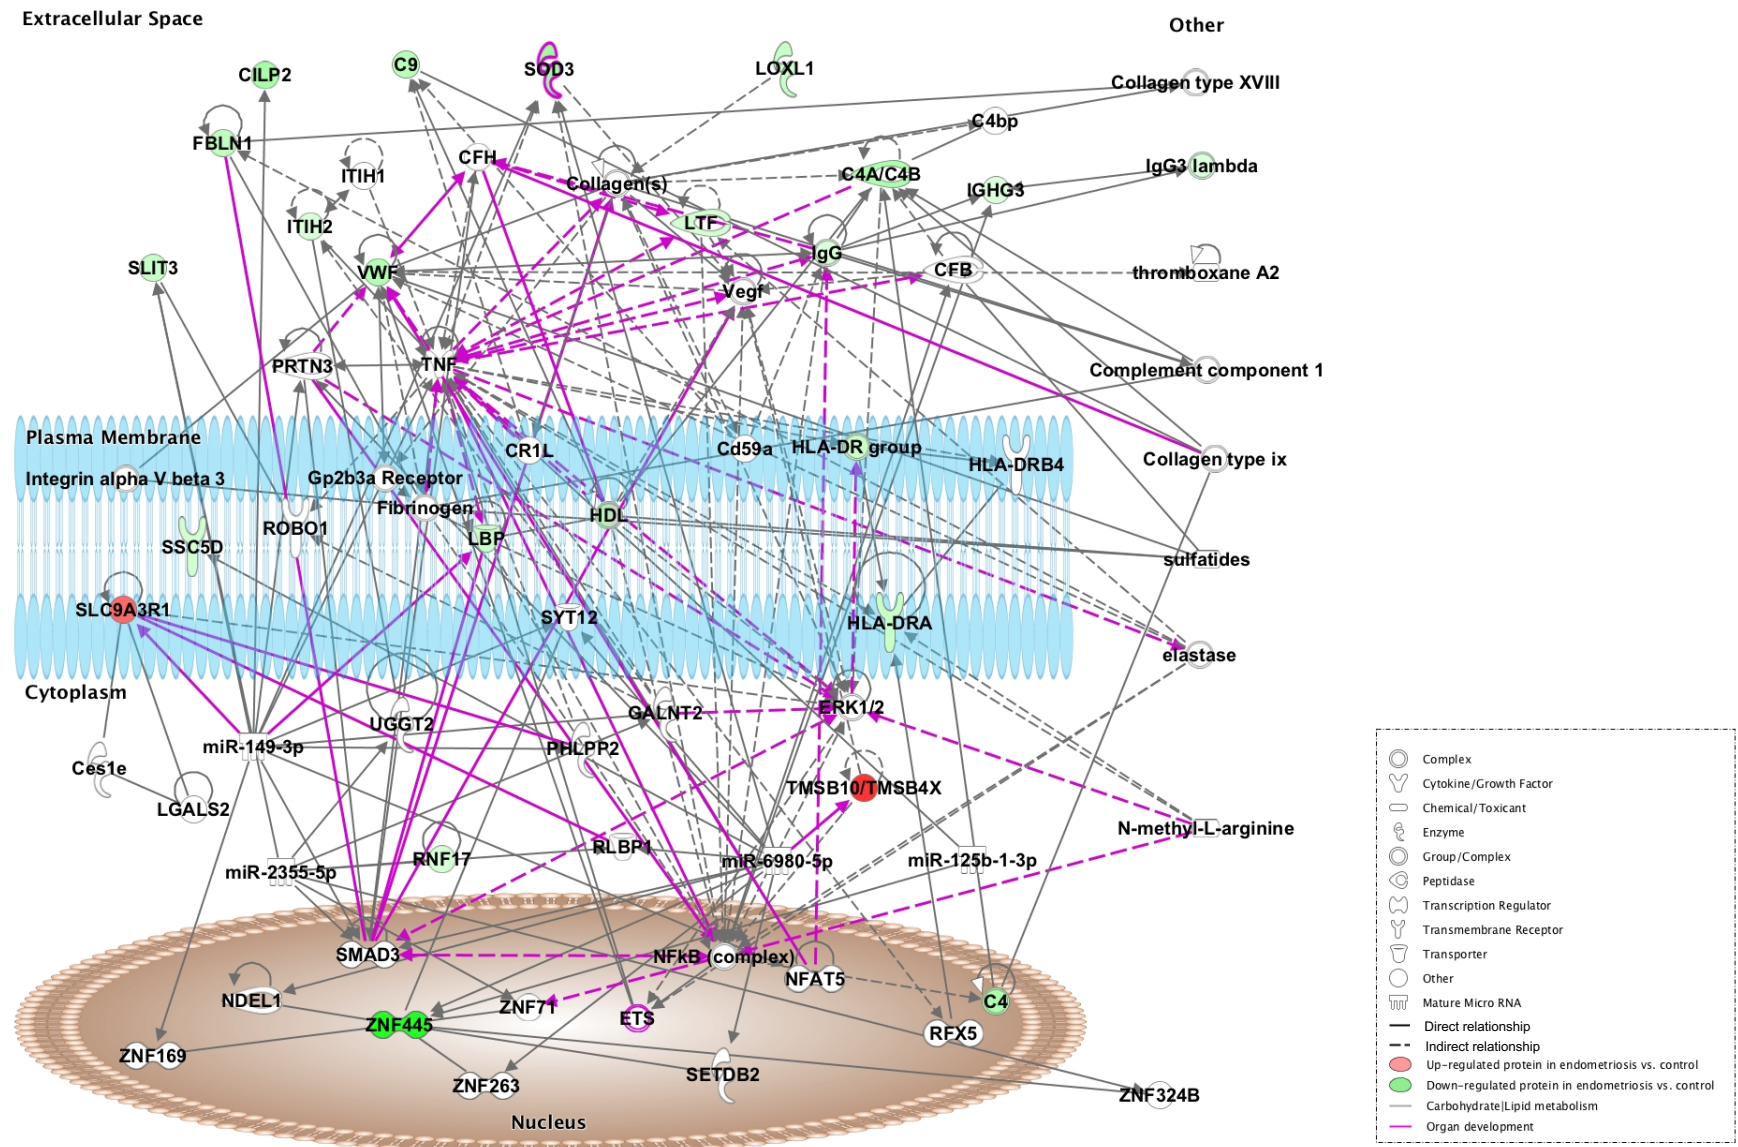 Extracellular Space
Other
CILP2
C9
SOD3
LOXL1
Collagen type XVIII
C4bp
FBLN1
CFH
ITIH1
Collagen(s)
C4A/C4B
IGHG3
IgG3 lambda
ITIH2
LTF
SLIT3
VWF
IgG
CFB
thromboxane A2
Vegf
PRTN3
TNF
Complement component 1
Plasma Membrane
CR1L
Cd59a
HLA-DR group
HLA-DRB4
Collagen type ix
Integrin alpha V beta 3
Gp2b3a Receptor
Fibrinogen
HDL
ROBO1
LBP
SSC5D
sulfatides
SLC9A3R1
SYT12
HLA-DRA
elastase
Cytoplasm
GALNT2
ERK1/2
UGGT2
miR-149-3p
PHLPP2
Ces1e
TMSB10/TMSB4X
LGALS2
N-methyl-L-arginine
RLBP1
RNF17
miR-6980-5p
miR-125b-1-3p
miR-2355-5p
SMAD3
NFkB (complex)
NFAT5
NDEL1
ZNF71
C4
ZNF445
ETS
RFX5
ZNF169
ZNF263
SETDB2
ZNF324B
Nucleus
Complex
Cytokine/Growth Factor
Chemical/Toxicant
Enzyme
Group/Complex
Peptidase
Transcription Regulator
Transmembrane Receptor
Transporter
Other
Mature Micro RNA
Direct relationship
Indirect relationship
Up-regulated protein in endometriosis vs. control
Down-regulated protein in endometriosis vs. control
Carbohydrate|Lipid metabolism
Organ development